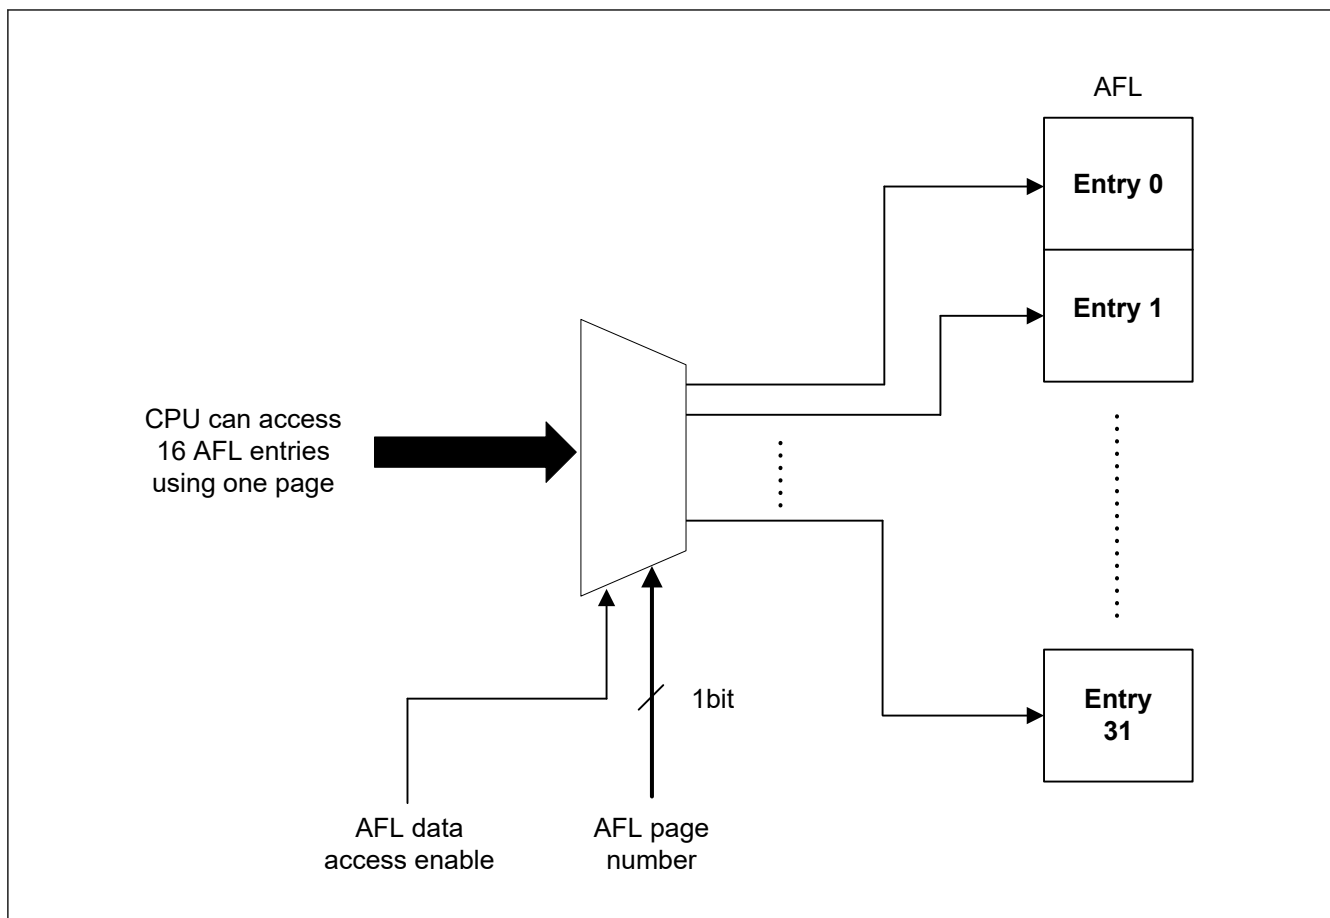 AFL
Entry 0
Entry 1
CPU can access
16 AFL entries
using one page
Entry
31
1bit
AFL data
access enable
AFL page
number